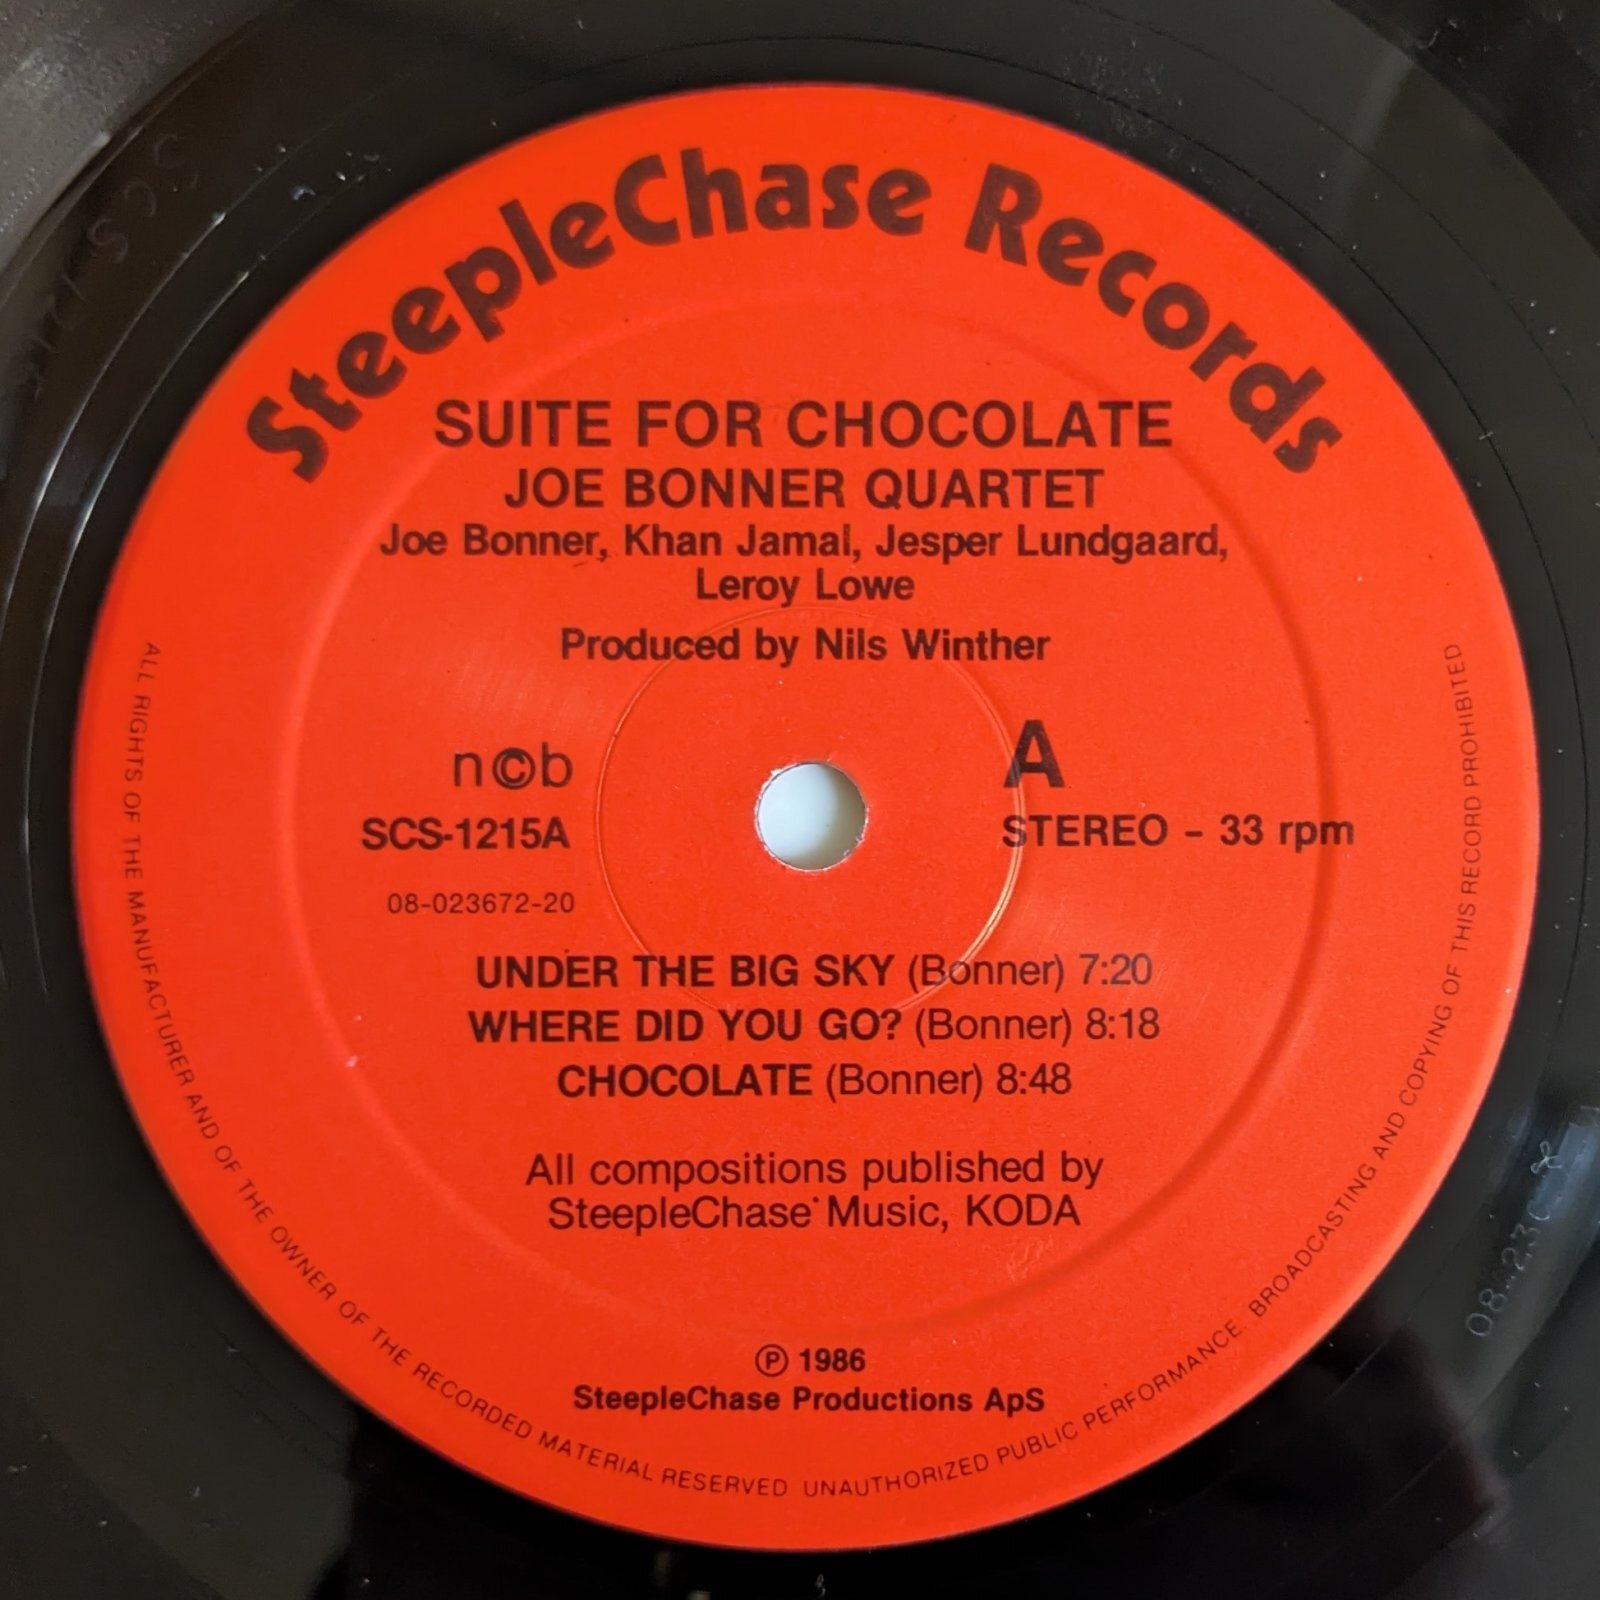 SteepleChase Records
SUITE FOR CHOCOLATE
JOE BONNER QUARTET
Joe Bonner, Khan Jamal, Jesper Lundgaard,
Leroy Lowe
Produced by Nils Winther
n©b
A
SCS-1215A
STEREO - 33 rpm
08-023672-20
UNDER THE BIG SKY (Bonner) 7:20
WHERE DID YOU GO? (Bonner) 8:18
CHOCOLATE (Bonner) 8:48
All compositions published by
SteepleChase Music, KODA
℗ 1986
SteepleChase Productions ApS
ALL RIGHTS OF THE MANUFACTURER AND OF THE OWNER OF THE RECORDED MATERIAL RESERVED UNAUTHORIZED PUBLIC PERFORMANCE. BROADCASTING AND COPYING OF THIS RECORD PROHIBITED